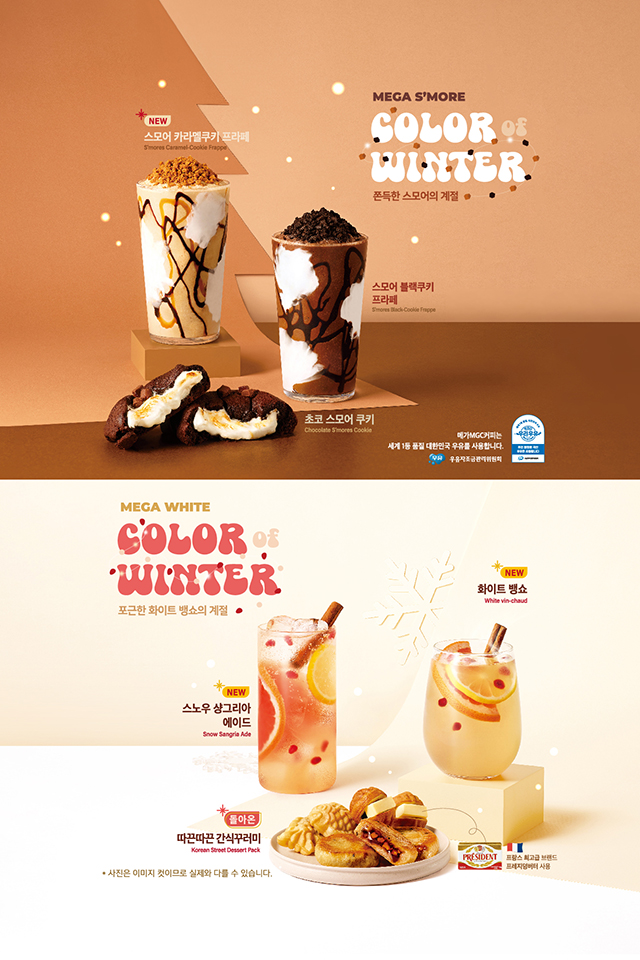 MEGA S'MORE
COLOR of
WINTER
쫀득한 스모어의 계절
NEW
스모어 카라멜쿠키 프라페
S'mores Caramel-Cookie Frappe
스모어 블랙쿠키
프라페
S'mores Black-Cookie Frappe
초코 스모어 쿠키
Chocolate S'mores Cookie
메가MGC커피는
세계 1등 품질 대한민국 우유를 사용합니다.
우유 우유자조금관리위원회
MEGA WHITE
COLOR of
WINTER
포근한 화이트 뱅쇼의 계절
NEW
화이트 뱅쇼
White vin-chaud
NEW
스노우 샹그리아
에이드
Snow Sangria Ade
돌아온
따끈따끈 간식꾸러미
Korean Street Dessert Pack
PRÉSIDENT
프랑스 최고급 브랜드
프레지덩버터 사용
* 사진은 이미지 컷이므로 실제와 다를 수 있습니다.